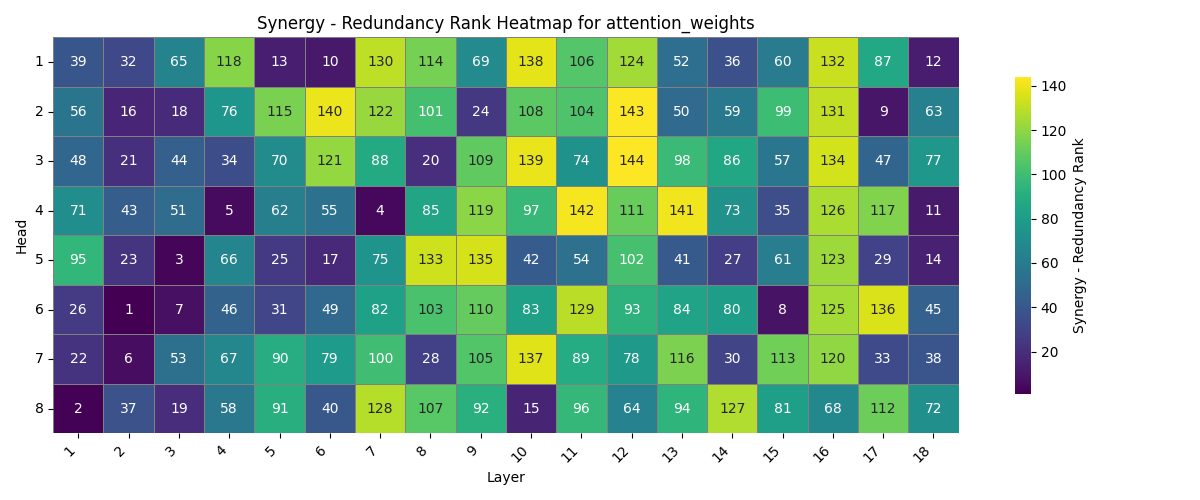 Synergy - Redundancy Rank Heatmap for attention_weights
1 39 32 65 118 13 10 130 114 69 138 106 124 52 36 60 132 87 12
2 56 16 18 76 115 140 122 101 24 108 104 143 50 59 99 131 9 63
3 48 21 44 34 70 121 88 20 109 139 74 144 98 86 57 134 47 77
4 71 43 51 5 62 55 4 85 119 97 142 111 141 73 35 126 117 11
5 95 23 3 66 25 17 75 133 135 42 54 102 41 27 61 123 29 14
6 26 1 7 46 31 49 82 103 110 83 129 93 84 80 8 125 136 45
7 22 6 53 67 90 79 100 28 105 137 89 78 116 30 113 120 33 38
8 2 37 19 58 91 40 128 107 92 15 96 64 94 127 81 68 112 72
1 2 3 4 5 6 7 8 9 10 11 12 13 14 15 16 17 18
Layer
Head
140
120
100
80
60
40
20
Synergy - Redundancy Rank